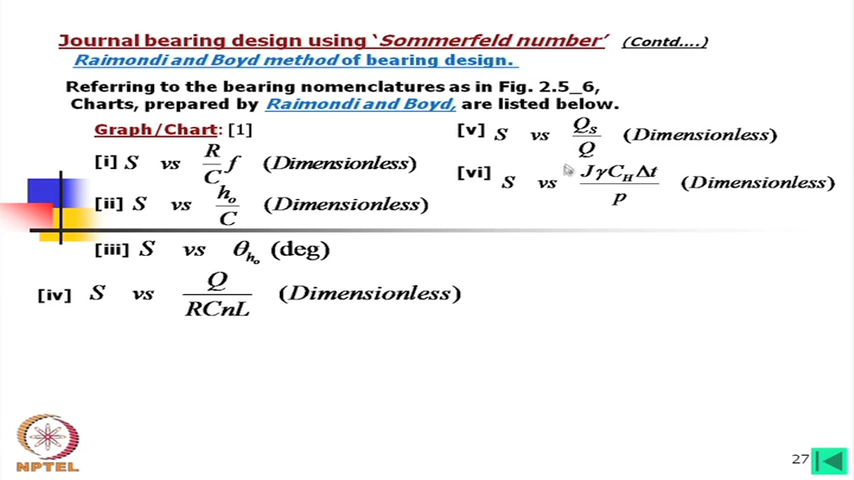 Journal bearing design using ‘Sommerfeld number’ (Contd....)
Raimondi and Boyd method of bearing design.
Referring to the bearing nomenclatures as in Fig. 2.5_6,
Charts, prepared by Raimondi and Boyd, are listed below.
Graph/Chart: [1]
[i] S vs R/C f (Dimensionless)
[ii] S vs h_o/C (Dimensionless)
[iii] S vs θ_{h_o} (deg)
[iv] S vs Q/RCnL (Dimensionless)
[v] S vs Q_s/Q (Dimensionless)
[vi] S vs JγC_HΔt/p (Dimensionless)
NPTEL
27